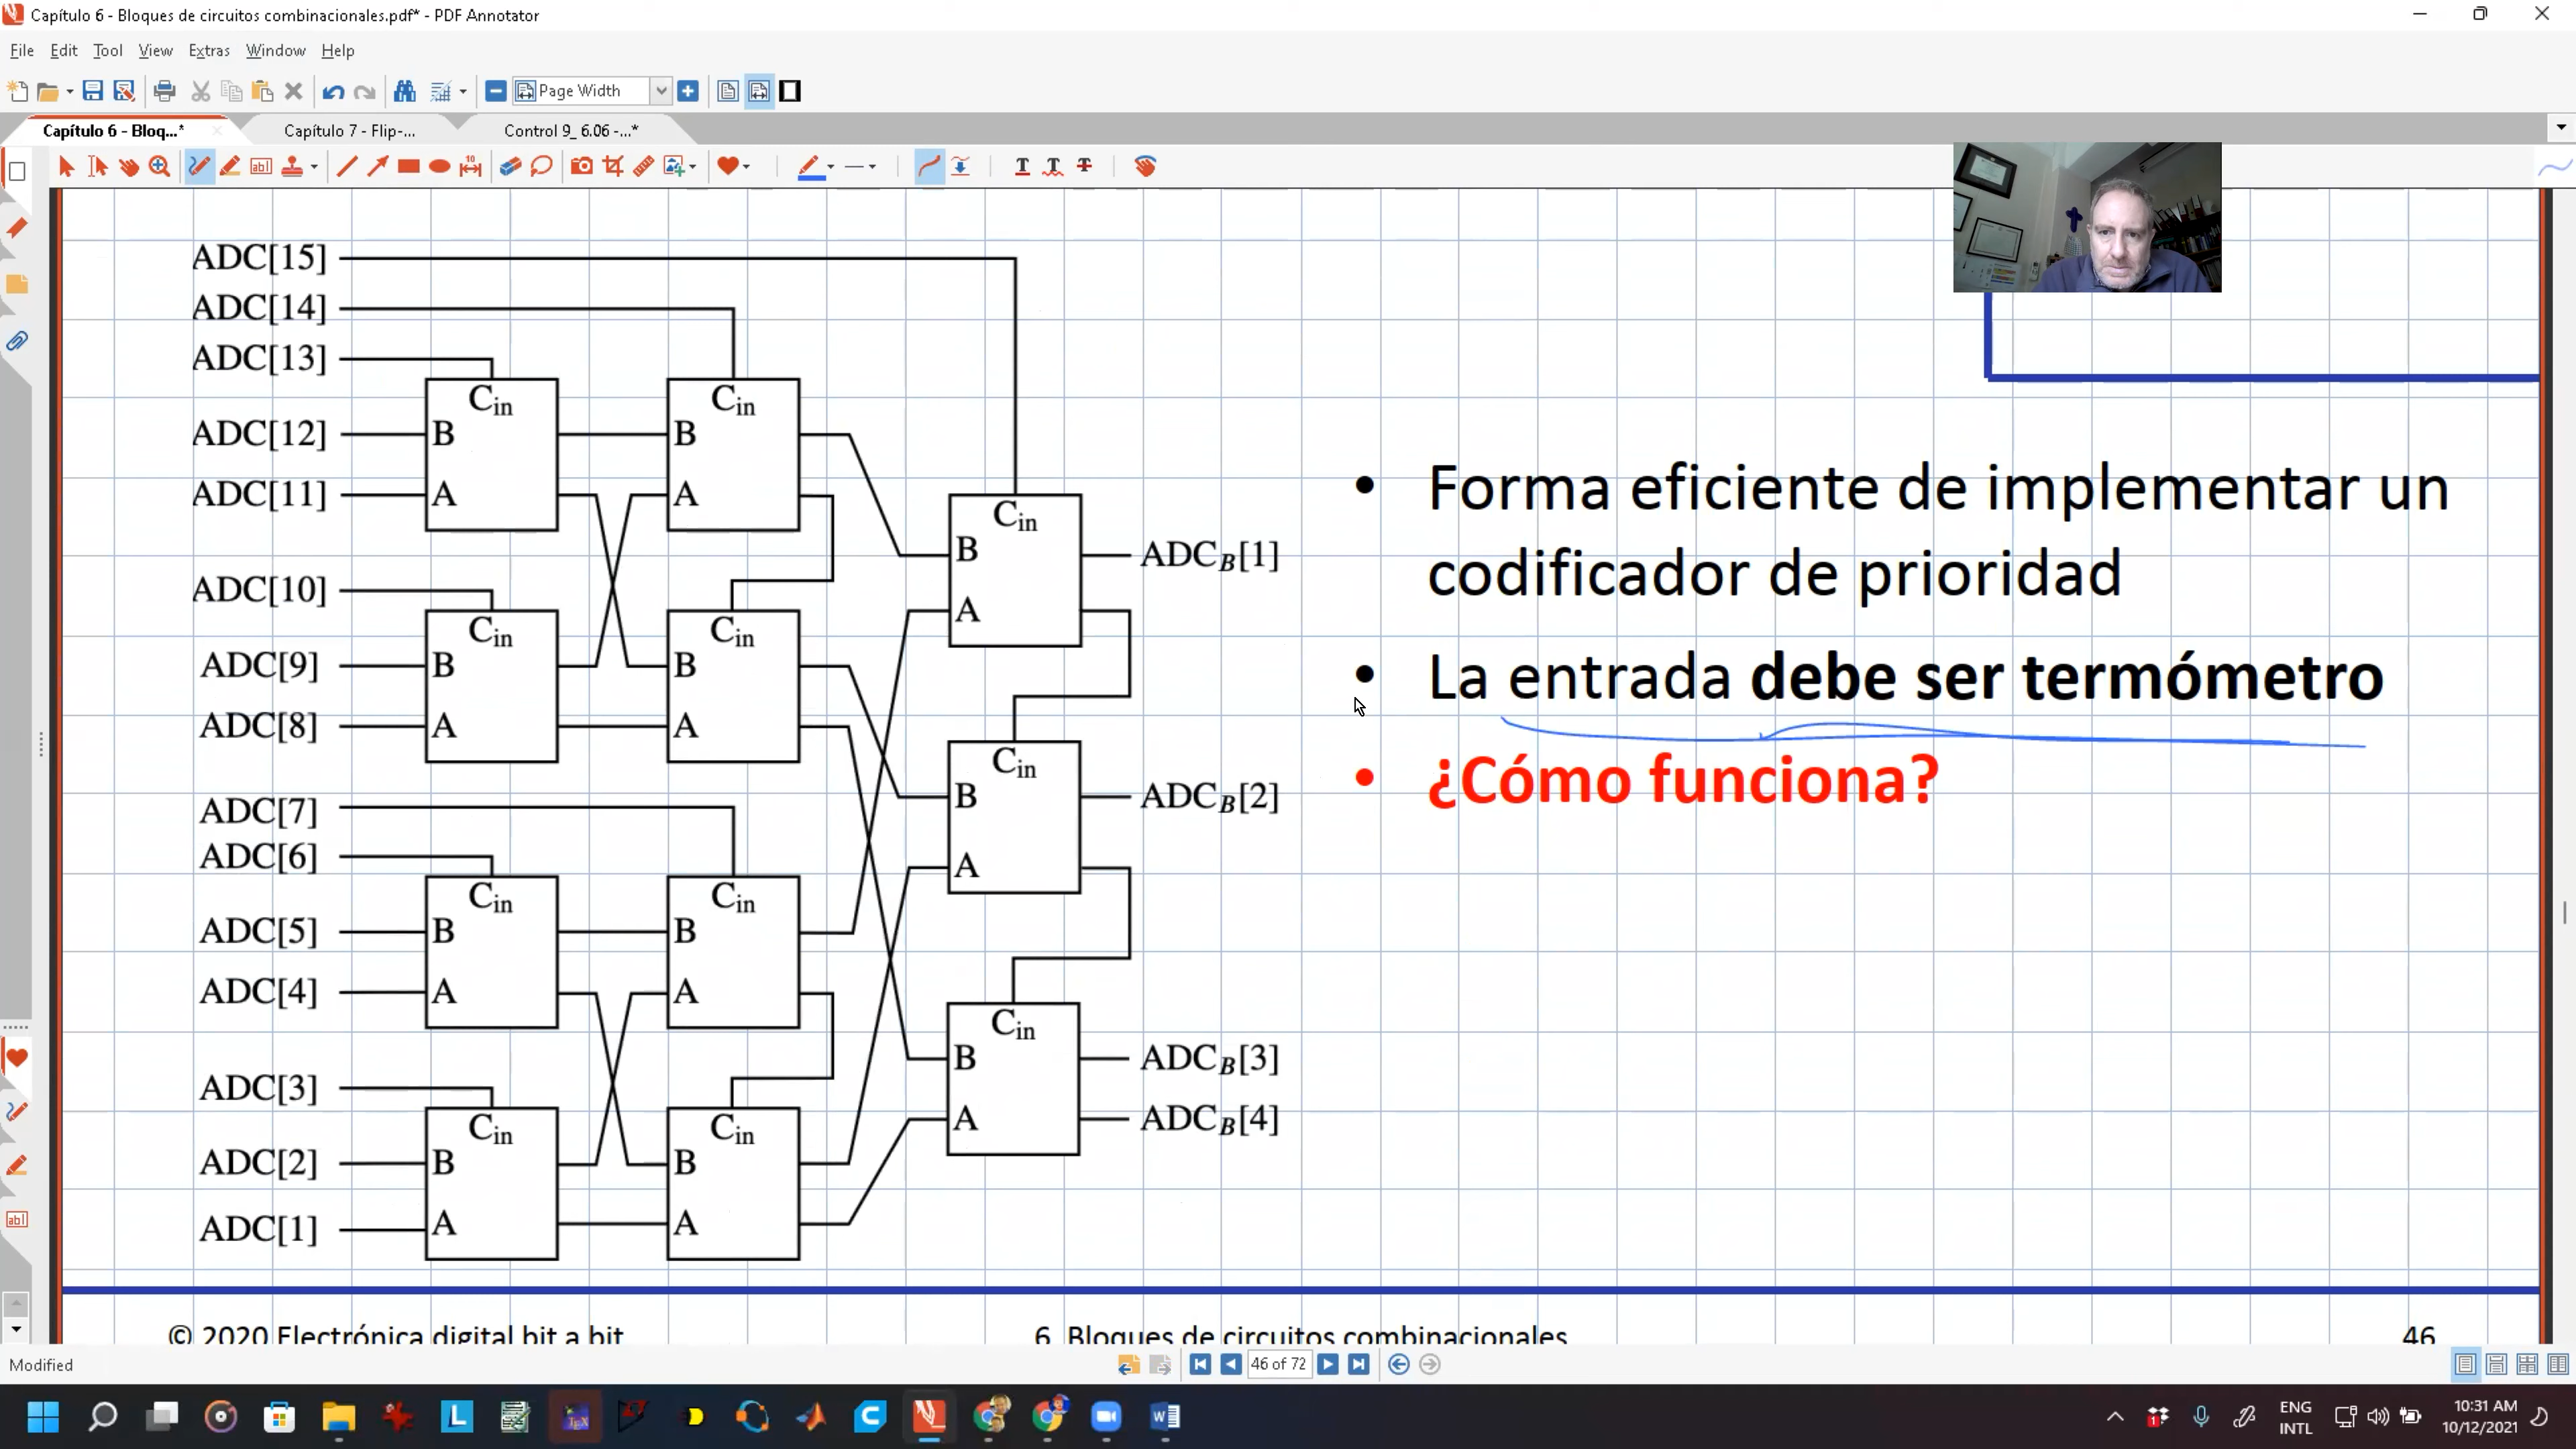 Capítulo 6 - Bloques de circuitos combinacionales.pdf* - PDF Annotator
File Edit Tool View Extras Window Help
Page Width
Capítulo 6 - Bloq...* Capítulo 7 - Flip-... Control 9_ 6.06 -...*
ADC[15]
ADC[14]
ADC[13]
Cin Cin
ADC[12] B B
ADC[11] A A
Cin
B ADCB[1]
ADC[10]
A
Cin Cin
ADC[9] B B
ADC[8] A A
Cin
B ADCB[2]
ADC[7]
ADC[6]
A
Cin Cin
ADC[5] B B
ADC[4] A A
Cin
B ADCB[3]
ADC[3]
A ADCB[4]
Cin Cin
ADC[2] B B
ADC[1] A A
• Forma eficiente de implementar un
codificador de prioridad
• La entrada debe ser termómetro
• ¿Cómo funciona?
© 2020 Electrónica digital bit a bit 6. Bloques de circuitos combinacionales 46
Modified 46 of 72
ENG
INTL
10:31 AM
10/12/2021